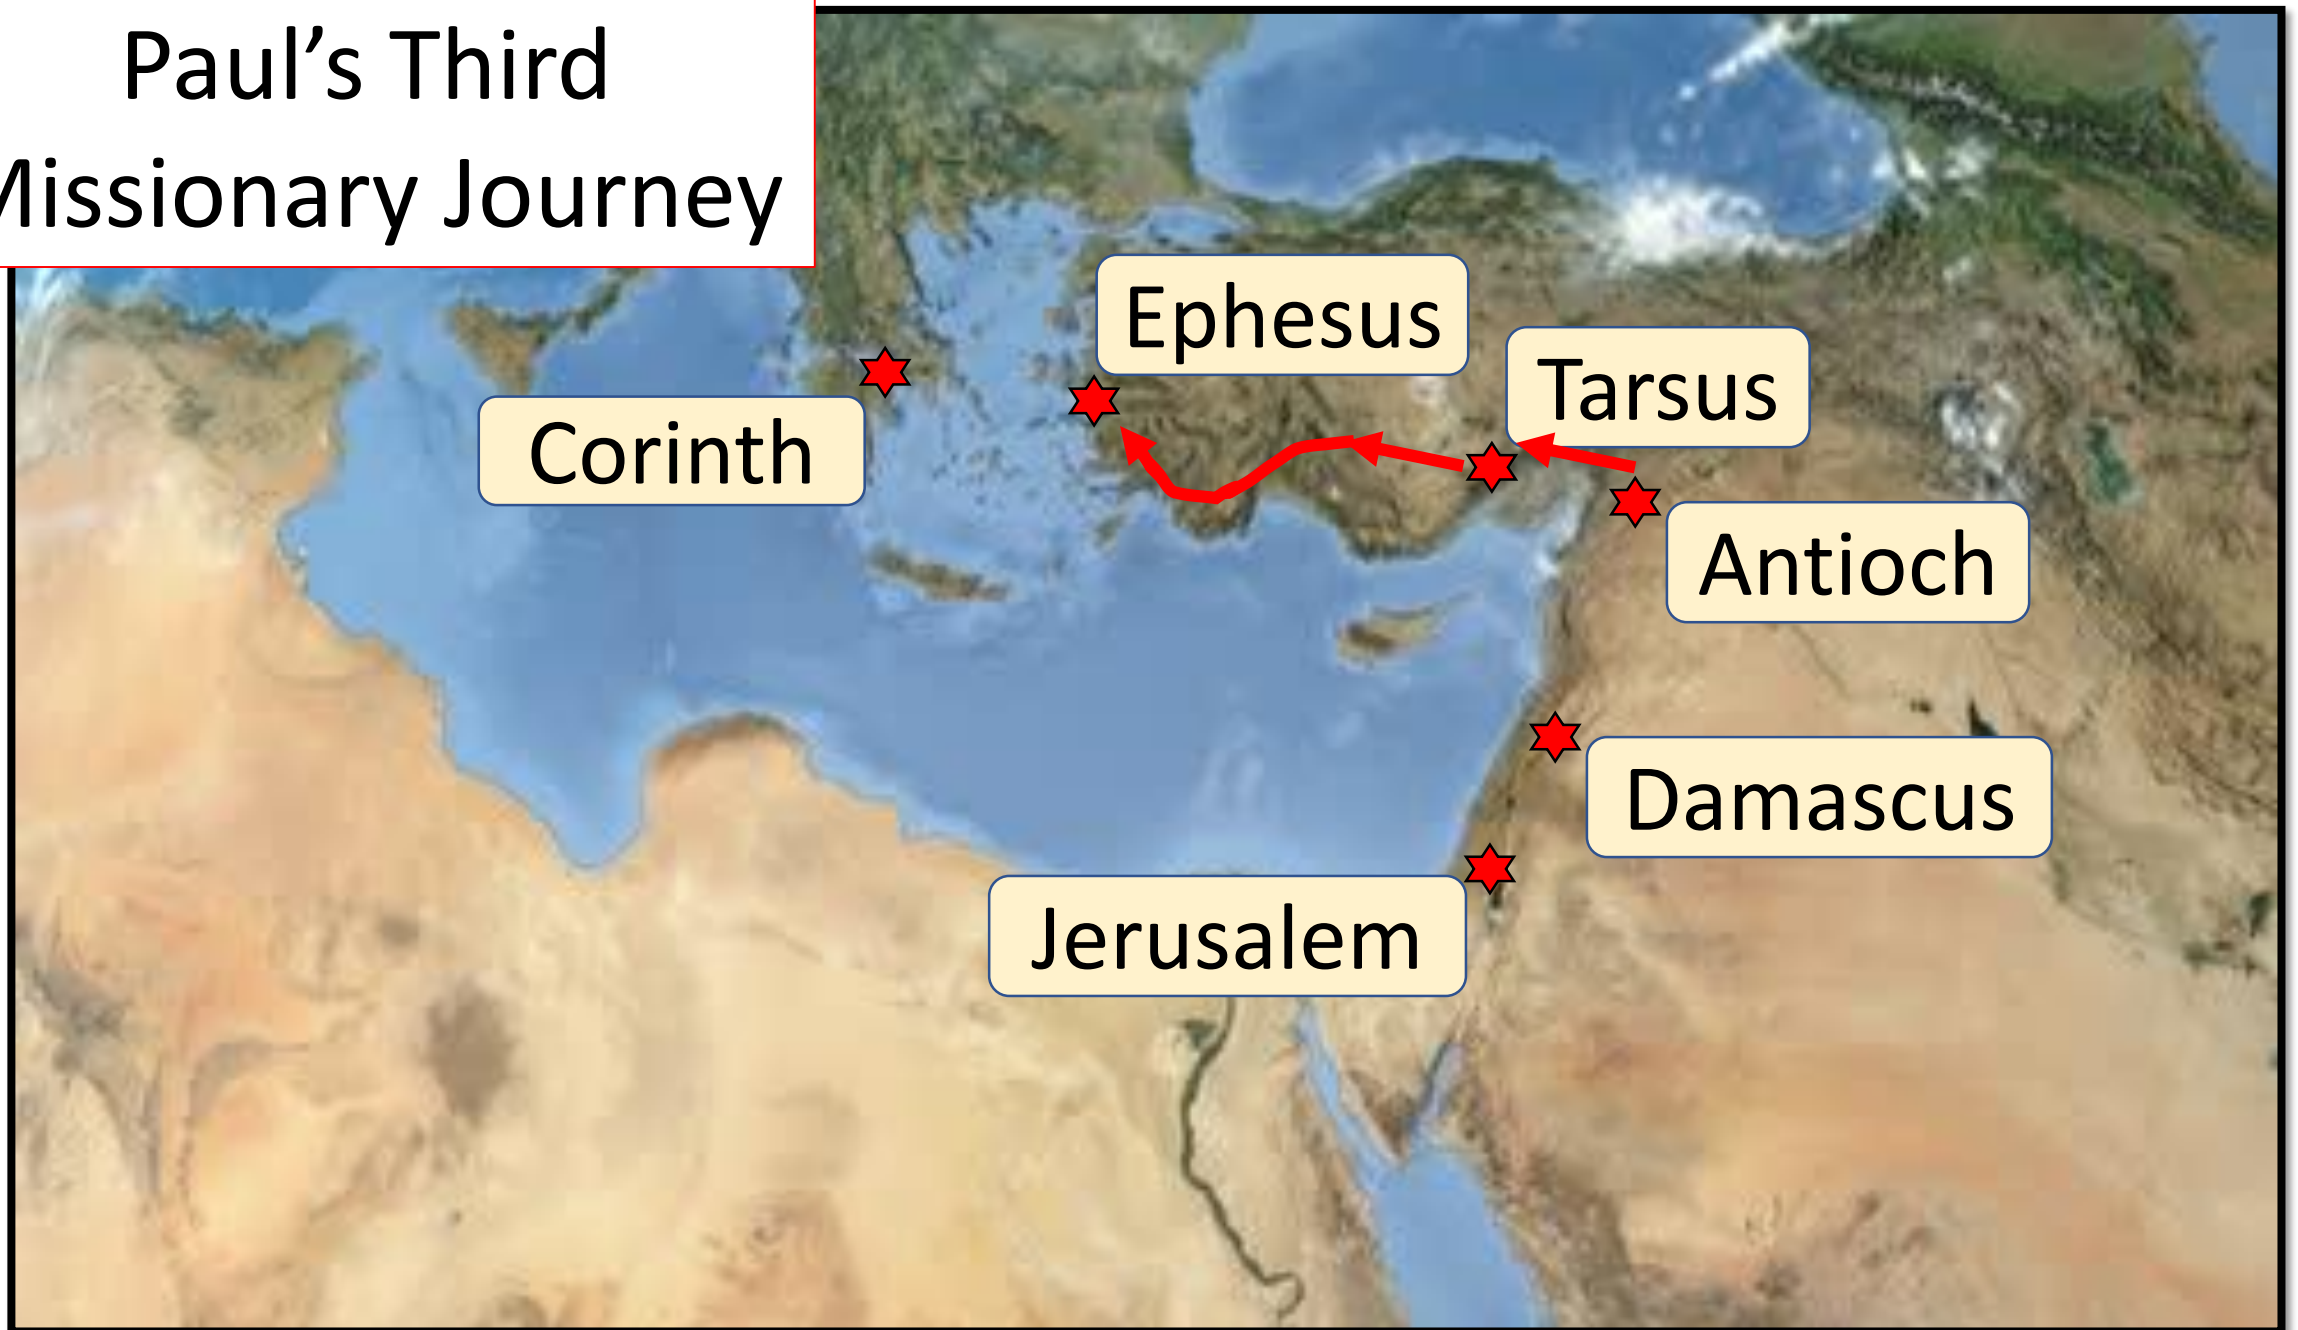 Paul’s Third
Missionary Journey
Ephesus
Tarsus
Corinth
Antioch
Damascus
Jerusalem